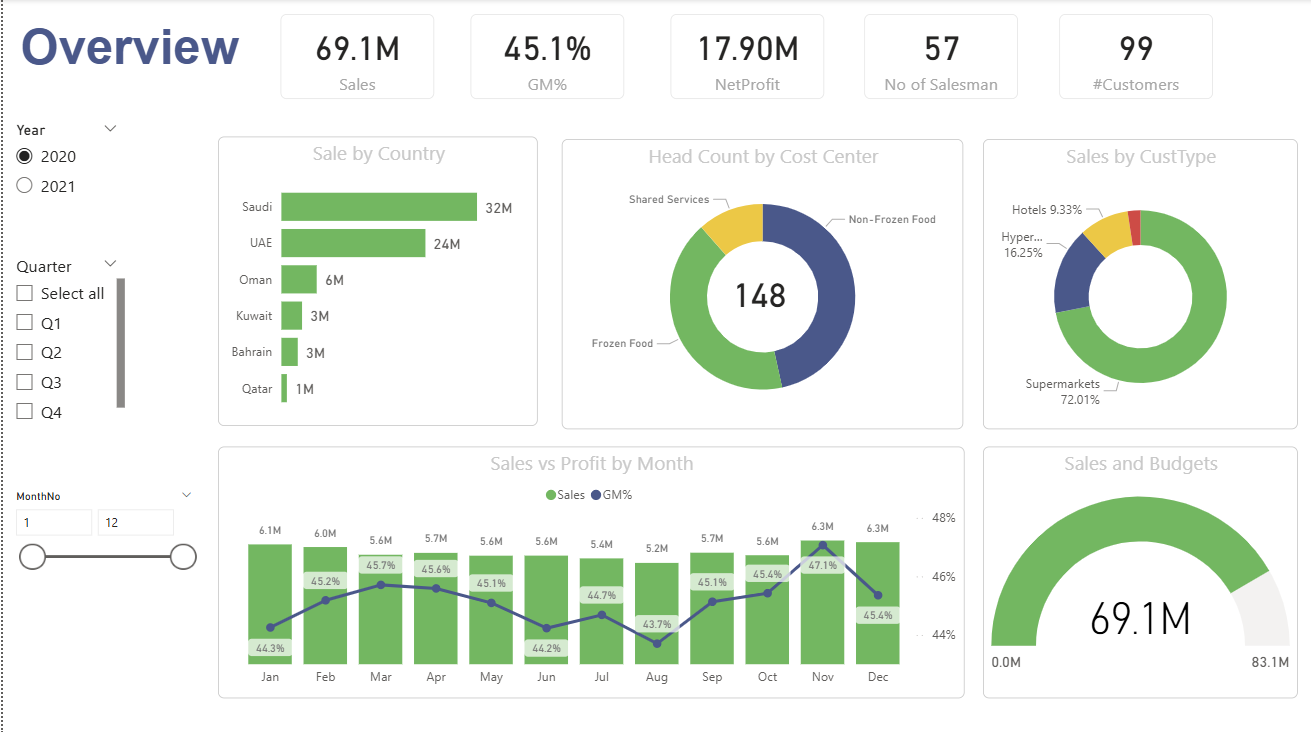 Overview
69.1M
Sales
45.1%
GM%
17.90M
NetProfit
57
No of Salesman
99
#Customers
Year
2020
2021
Quarter
Select all
Q1
Q2
Q3
Q4
MonthNo
1
12
Sale by Country
Saudi
32M
UAE
24M
Oman
6M
Kuwait
3M
Bahrain
3M
Qatar
1M
Head Count by Cost Center
Shared Services
Non-Frozen Food
148
Frozen Food
Sales by CustType
Hotels 9.33%
Hyper...
16.25%
Supermarkets
72.01%
Sales vs Profit by Month
Sales GM%
6.1M 6.0M 5.6M 5.7M 5.6M 5.6M 5.4M 5.2M 5.7M 5.6M 6.3M 6.3M
44.3% 45.2% 45.7% 45.6% 45.1% 44.2% 44.7% 43.7% 45.1% 45.4% 47.1% 45.4%
48%
46%
44%
Jan Feb Mar Apr May Jun Jul Aug Sep Oct Nov Dec
Sales and Budgets
69.1M
0.0M
83.1M